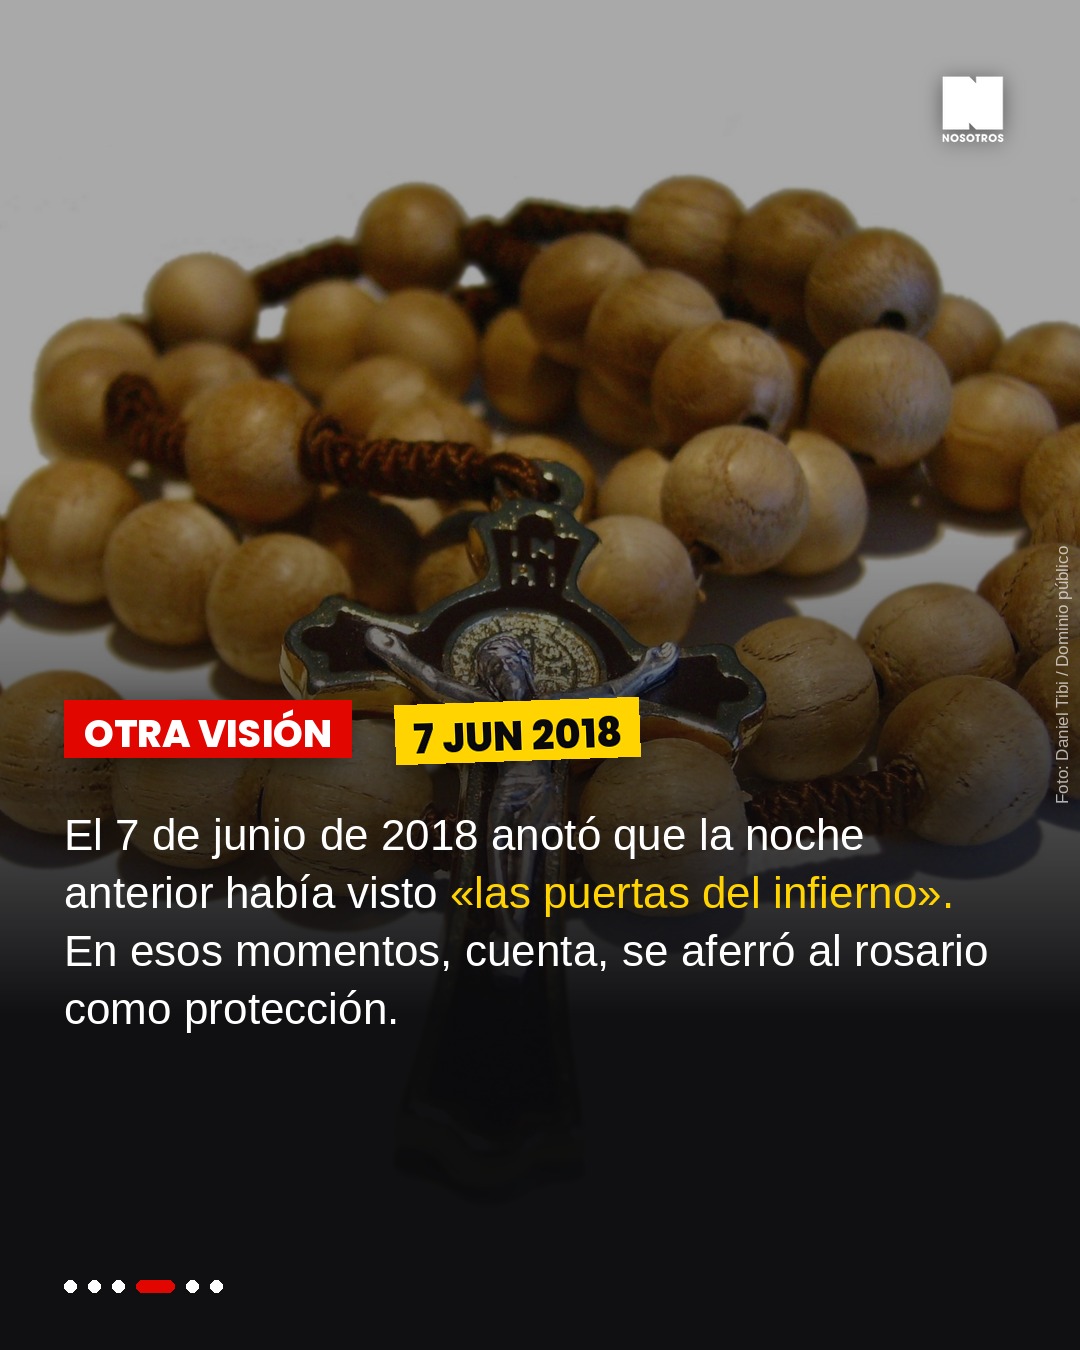 NOSOTROS
OTRA VISIÓN
7 JUN 2018
El 7 de junio de 2018 anotó que la noche
anterior había visto «las puertas del infierno».
En esos momentos, cuenta, se aferró al rosario
como protección.
Foto: Daniel Tibi / Dominio público